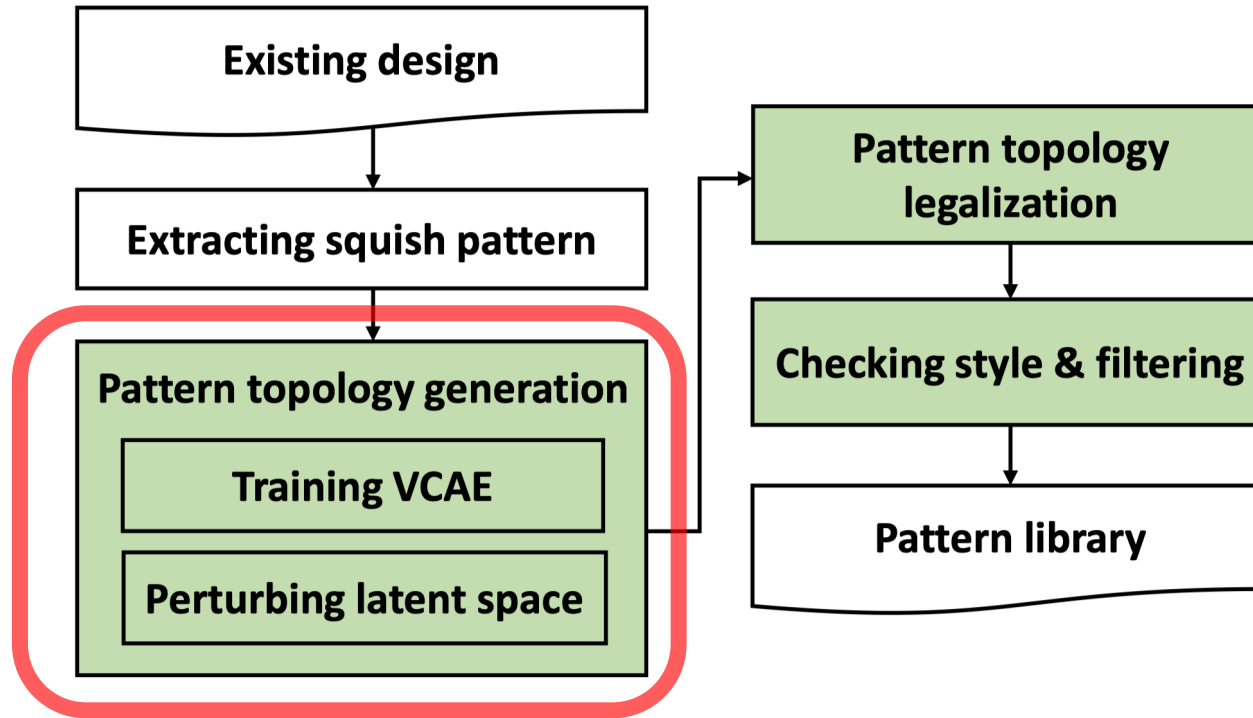 Existing design
Extracting squish pattern
Pattern topology generation
Training VCAE
Perturbing latent space
Pattern topology
legalization
Checking style & filtering
Pattern library